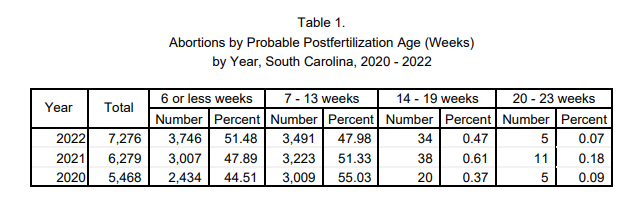 Table 1.
Abortions by Probable Postfertilization Age (Weeks)
by Year, South Carolina, 2020 - 2022
Year Total 6 or less weeks 7 - 13 weeks 14 - 19 weeks 20 - 23 weeks
Number Percent Number Percent Number Percent Number Percent
2022 7,276 3,746 51.48 3,491 47.98 34 0.47 5 0.07
2021 6,279 3,007 47.89 3,223 51.33 38 0.61 11 0.18
2020 5,468 2,434 44.51 3,009 55.03 20 0.37 5 0.09